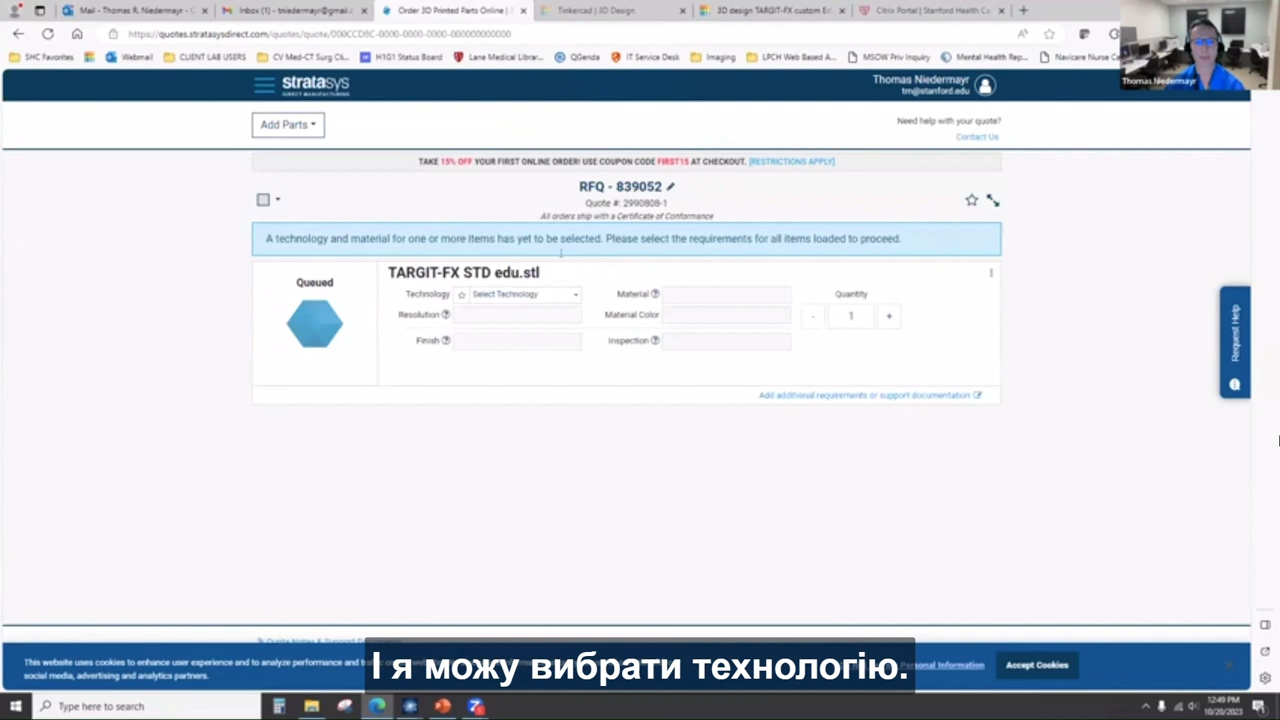 Mail - Thomas R. Niedermayr - C
Inbox (1) - tniedermayr@gmail.c
Order 3D Printed Parts Online | 
Tinkercad | 3D Design
3D design TARGIT-FX custom Ed
Citrix Portal | Stanford Health C
https://quotes.stratasysdirect.com/quotes/quote/000CCD8C-0000-0000-0000-000000000000
SHC Favorites
Webmail
CLIENT LAB USERS
CV Med-CT Surg Cli...
H1G1 Status Board
Lane Medical Librar...
QGenda
IT Service Desk
Imaging
LPCH Web Based A...
MSOW Priv Inquiry
Mental Health Rep...
Navicare Nurse Ce
Thomas Niedermayr
stratasys
DIRECT MANUFACTURING
Thomas Niedermayr
trn@stanford.edu
Add Parts
Need help with your quote?
Contact Us
TAKE 15% OFF YOUR FIRST ONLINE ORDER! USE COUPON CODE FIRST15 AT CHECKOUT. [RESTRICTIONS APPLY]
RFQ - 839052
Quote #: 2990808-1
All orders ship with a Certificate of Conformance
A technology and material for one or more items has yet to be selected. Please select the requirements for all items loaded to proceed.
Queued
TARGIT-FX STD edu.stl
Technology Select Technology Material Quantity
Resolution Material Color - 1 +
Finish Inspection
Add additional requirements or support documentation
Request Help
Quote Notes & Support Documents
This website uses cookies to enhance user experience and to analyze performance and
social media, advertising and analytics partners.
Personal Information
Accept Cookies
І я можу вибрати технологію.
Type here to search
12:49 PM
10/20/2023